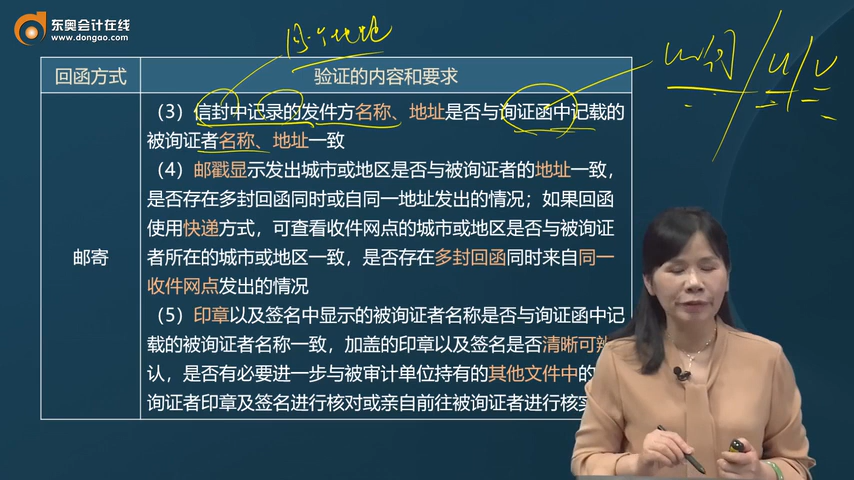 东奥会计在线
www.dongao.com
回函方式
验证的内容和要求
（3）信封中记录的发件方名称、地址是否与询证函中记载的
被询证者名称、地址一致
（4）邮戳显示发出城市或地区是否与被询证者的地址一致，
是否存在多封回函同时或自同一地址发出的情况；如果回函
使用快递方式，可查看收件网点的城市或地区是否与被询证
者所在的城市或地区一致，是否存在多封回函同时来自同一
收件网点发出的情况
邮寄
（5）印章以及签名中显示的被询证者名称是否与询证函中记
载的被询证者名称一致，加盖的印章以及签名是否清晰可辨
认，是否有必要进一步与被审计单位持有的其他文件中的
询证者印章及签名进行核对或亲自前往被询证者进行核实